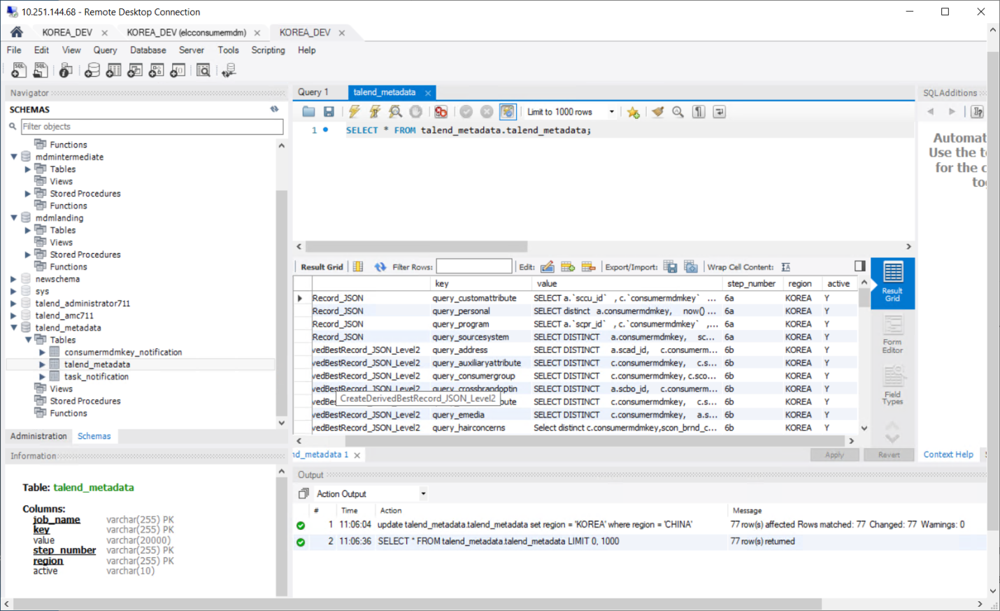 10.251.144.68 - Remote Desktop Connection
KOREA_DEV
KOREA_DEV (elcconsumermdm)
KOREA_DEV
File Edit View Query Database Server Tools Scripting Help
Navigator
SCHEMAS
Filter objects
Functions
mdmintermediate
Tables
Views
Stored Procedures
Functions
mdmlanding
Tables
Views
Stored Procedures
Functions
newschema
sys
talend_administrator711
talend_amc711
talend_metadata
Tables
consumermdmkey_notification
talend_metadata
task_notification
Views
Stored Procedures
Functions
Administration Schemas
Information
Table: talend_metadata
Columns:
job_name varchar(255) PK
key varchar(255) PK
value varchar(20000)
step_number varchar(255) PK
region varchar(255) PK
active varchar(10)
Query 1 talend_metadata
Limit to 1000 rows
1 SELECT * FROM talend_metadata.talend_metadata;
Result Grid Filter Rows: Edit: Export/Import: Wrap Cell Content:
key value step_number region active
Record_JSON query_customattribute SELECT a.`sccu_id` , c.`consumermdmkey` ... 6a KOREA Y
Record_JSON query_personal SELECT distinct a.consumermdmkey, now() ... 6a KOREA Y
Record_JSON query_program SELECT a.`scpr_id` , c.`consumermdmkey` ,... 6a KOREA Y
Record_JSON query_sourcesystem SELECT DISTINCT a.consumermdmkey, sc... 6a KOREA Y
vedBestRecord_JSON_Level2 query_address SELECT DISTINCT a.scad_id, c.consumerm... 6b KOREA Y
vedBestRecord_JSON_Level2 query_auxiliaryattribute SELECT DISTINCT c.consumermdmkey, c.s... 6b KOREA Y
vedBestRecord_JSON_Level2 query_consumergroup SELECT DISTINCT c.consumermdmkey, c.sco... 6b KOREA Y
vedBestRecord_JSON_Level2 query_crossbrandoptin SELECT DISTINCT a.scbo_id, c.consumerm... 6b KOREA Y
CreateDerivedBestRecord_JSON_Level2
vedBe bute SELECT DISTINCT c.consumermdmkey, c.s... 6b KOREA Y
vedBestRecord_JSON_Level2 query_emedia SELECT DISTINCT c.consumermdmkey, a.s... 6b KOREA Y
vedBestRecord_JSON_Level2 query_hairconcerns Select distinct c.consumermdmkey,scon_brnd_c... 6b KOREA Y
Result Grid
Form Editor
Field Types
nd_metadata 1
Apply Revert
Output
Action Output
# Time Action Message
1 11:06:04 update talend_metadata.talend_metadata set region = 'KOREA' where region = 'CHINA' 77 row(s) affected Rows matched: 77 Changed: 77 Warnings: 0
2 11:06:36 SELECT * FROM talend_metadata.talend_metadata LIMIT 0, 1000 77 row(s) returned
SQLAdditions
Automat
Use the t
for the c
tog
Context Help